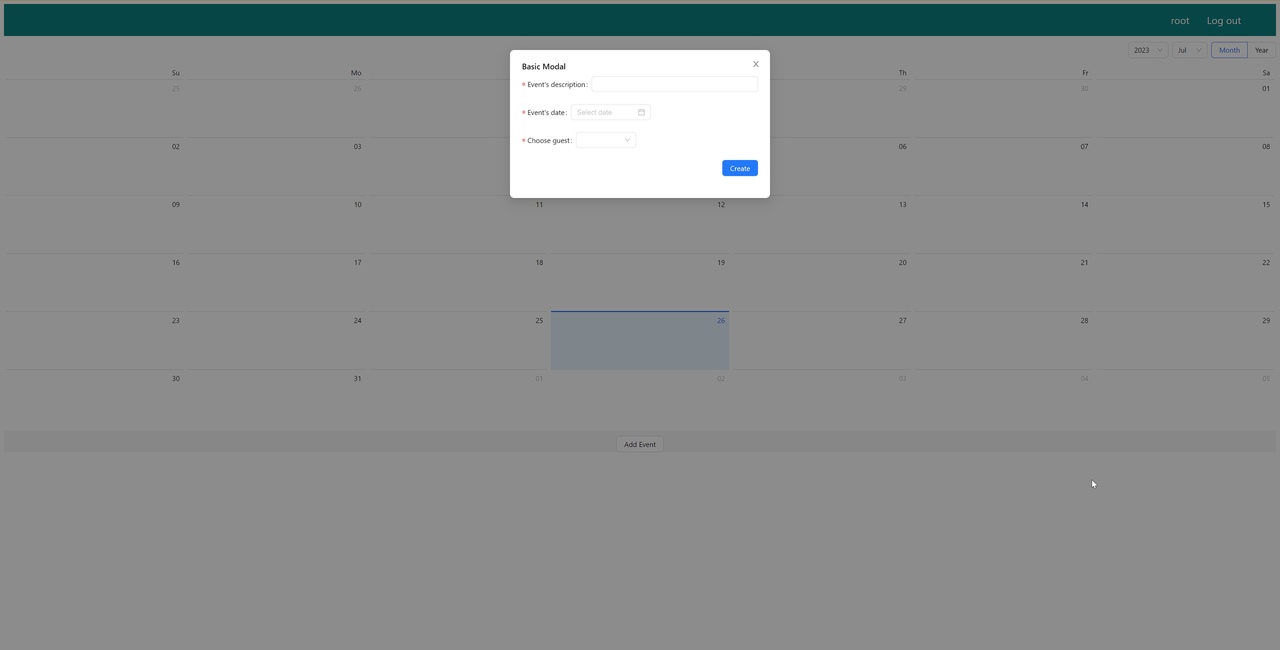 root Log out
2023 Jul Month Year
Basic Modal
* Event's description:
* Event's date: Select date
* Choose guest:
Create
Su Mo Th Fr Sa
25 26 29 30 01
02 03 06 07 08
09 10 11 12 13 14 15
16 17 18 19 20 21 22
23 24 25 26 27 28 29
30 31 01 02 03 04 05
Add Event